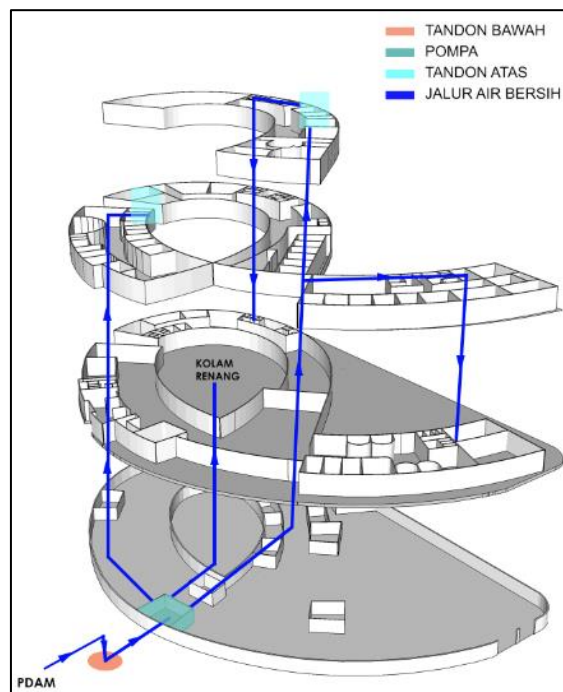 TANDON BAWAH
POMPA
TANDON ATAS
JALUR AIR BERSIH
KOLAM
RENANG
PDAM